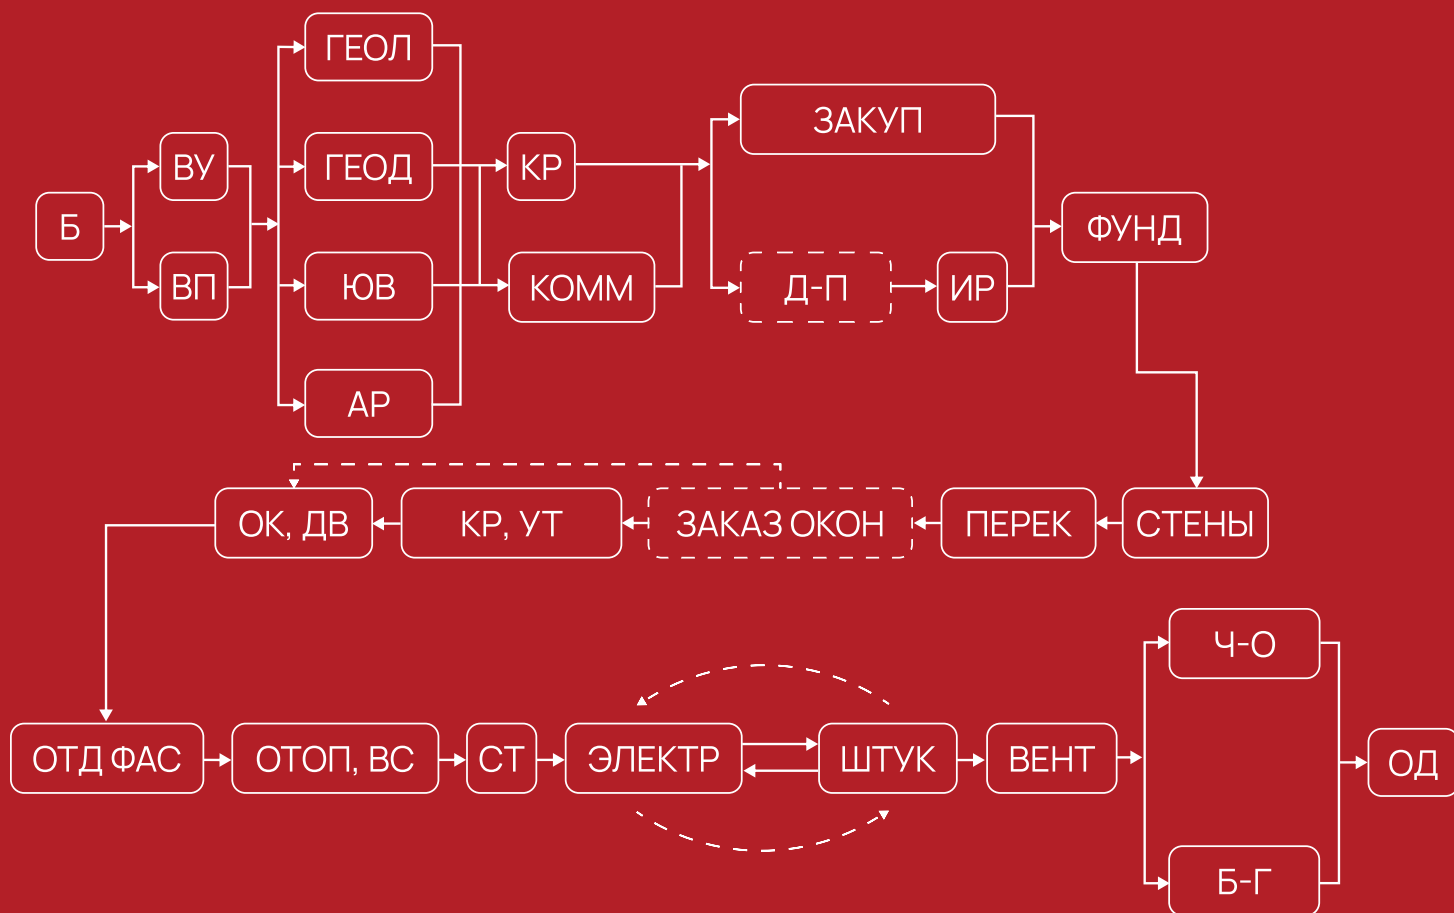 ГЕОЛ
ЗАКУП
ВУ
ГЕОД
КР
Б
ФУНД
ВП
ЮВ
КОММ
Д-П
ИР
АР
ОК, ДВ
КР, УТ
ЗАКАЗ ОКОН
ПЕРЕК
СТЕНЫ
Ч-О
ОТД ФАС
ОТОП, ВС
СТ
ЭЛЕКТР
ШТУК
ВЕНТ
ОД
Б-Г